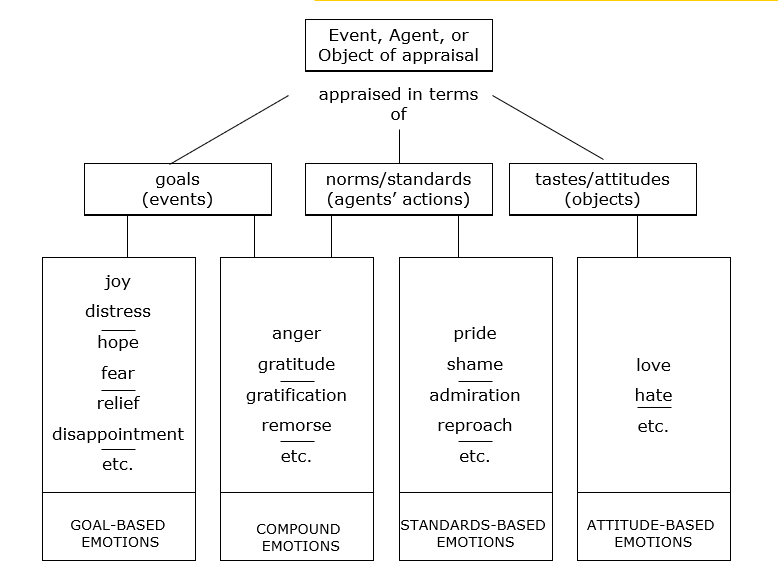 Event, Agent, or
Object of appraisal
appraised in terms
of
goals
(events)
norms/standards
(agents’ actions)
tastes/attitudes
(objects)
joy
distress
hope
fear
relief
disappointment
etc.
GOAL-BASED
EMOTIONS
anger
gratitude
gratification
remorse
etc.
COMPOUND
EMOTIONS
pride
shame
admiration
reproach
etc.
STANDARDS-BASED
EMOTIONS
love
hate
etc.
ATTITUDE-BASED
EMOTIONS